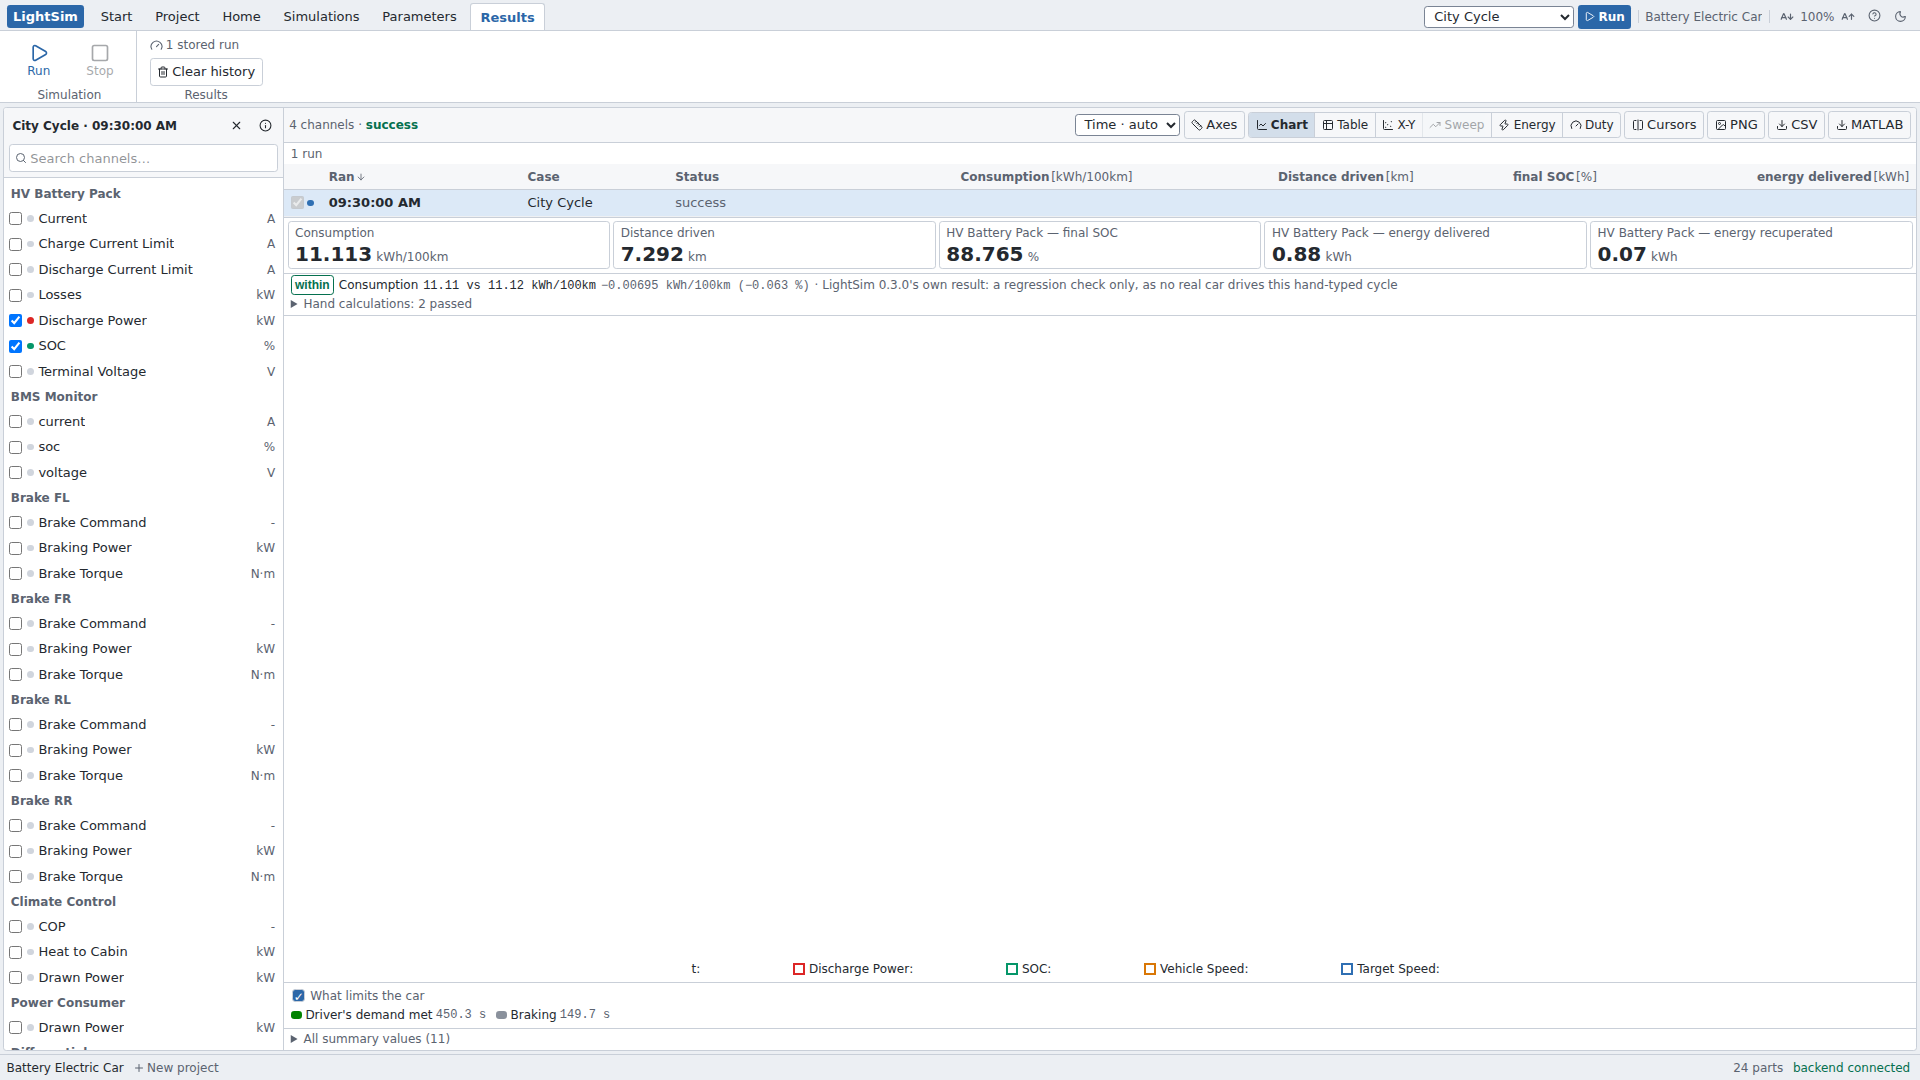 LightSim Start Project Home Simulations Parameters Results City Cycle Run Battery Electric Car 100%
Run Stop 1 stored run
Clear history
Simulation Results
City Cycle · 09:30:00 AM
Search channels…
HV Battery Pack
Current A
Charge Current Limit A
Discharge Current Limit A
Losses kW
Discharge Power kW
SOC %
Terminal Voltage V
BMS Monitor
current A
soc %
voltage V
Brake FL
Brake Command -
Braking Power kW
Brake Torque N·m
Brake FR
Brake Command -
Braking Power kW
Brake Torque N·m
Brake RL
Brake Command -
Braking Power kW
Brake Torque N·m
Brake RR
Brake Command -
Braking Power kW
Brake Torque N·m
Climate Control
COP -
Heat to Cabin kW
Drawn Power kW
Power Consumer
Drawn Power kW
4 channels · success Time · auto Axes Chart Table X-Y Sweep Energy Duty Cursors PNG CSV MATLAB
1 run
Ran ↓ Case Status Consumption [kWh/100km] Distance driven [km] final SOC [%] energy delivered [kWh]
09:30:00 AM City Cycle success
Consumption Distance driven HV Battery Pack — final SOC HV Battery Pack — energy delivered HV Battery Pack — energy recuperated
11.113 kWh/100km 7.292 km 88.765 % 0.88 kWh 0.07 kWh
within Consumption 11.11 vs 11.12 kWh/100km −0.00695 kWh/100km (−0.063 %) · LightSim 0.3.0's own result: a regression check only, as no real car drives this hand-typed cycle
Hand calculations: 2 passed
t: Discharge Power: SOC: Vehicle Speed: Target Speed:
What limits the car
Driver's demand met 450.3 s Braking 149.7 s
All summary values (11)
Battery Electric Car + New project 24 parts backend connected